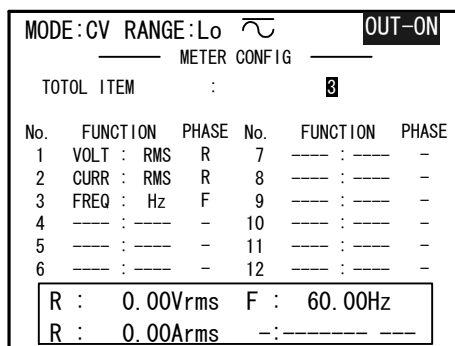 MODE:CV RANGE:Lo OUT-ON
METER CONFIG
TOTOL ITEM : 3
No. FUNCTION PHASE No. FUNCTION PHASE
1 VOLT : RMS R 7 ---- : ---- -
2 CURR : RMS R 8 ---- : ---- -
3 FREQ : Hz F 9 ---- : ---- -
4 ---- : ---- - 10 ---- : ---- -
5 ---- : ---- - 11 ---- : ---- -
6 ---- : ---- - 12 ---- : ---- -
R : 0.00Vrms F : 60.00Hz
R : 0.00Arms -:------- ---